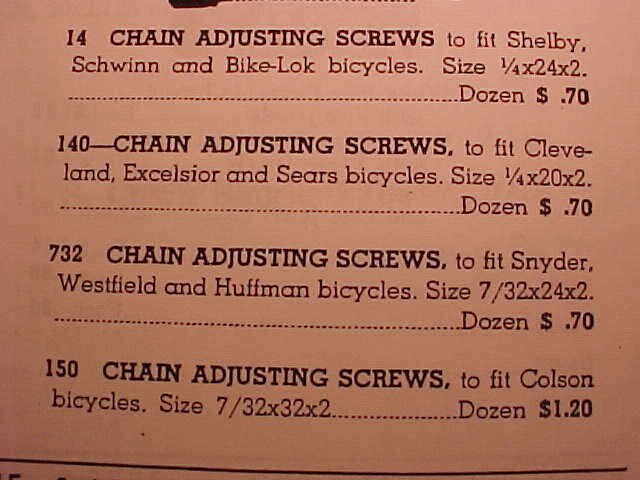 14 CHAIN ADJUSTING SCREWS to fit Shelby,
Schwinn and Bike-Lok bicycles. Size ¼x24x2.
........................................................Dozen $ .70
140—CHAIN ADJUSTING SCREWS, to fit Cleve-
land, Excelsior and Sears bicycles. Size ¼x20x2.
........................................................Dozen $ .70
732 CHAIN ADJUSTING SCREWS, to fit Snyder,
Westfield and Huffman bicycles. Size 7/32x24x2.
........................................................Dozen $ .70
150 CHAIN ADJUSTING SCREWS, to fit Colson
bicycles. Size 7/32x32x2..................Dozen $1.20